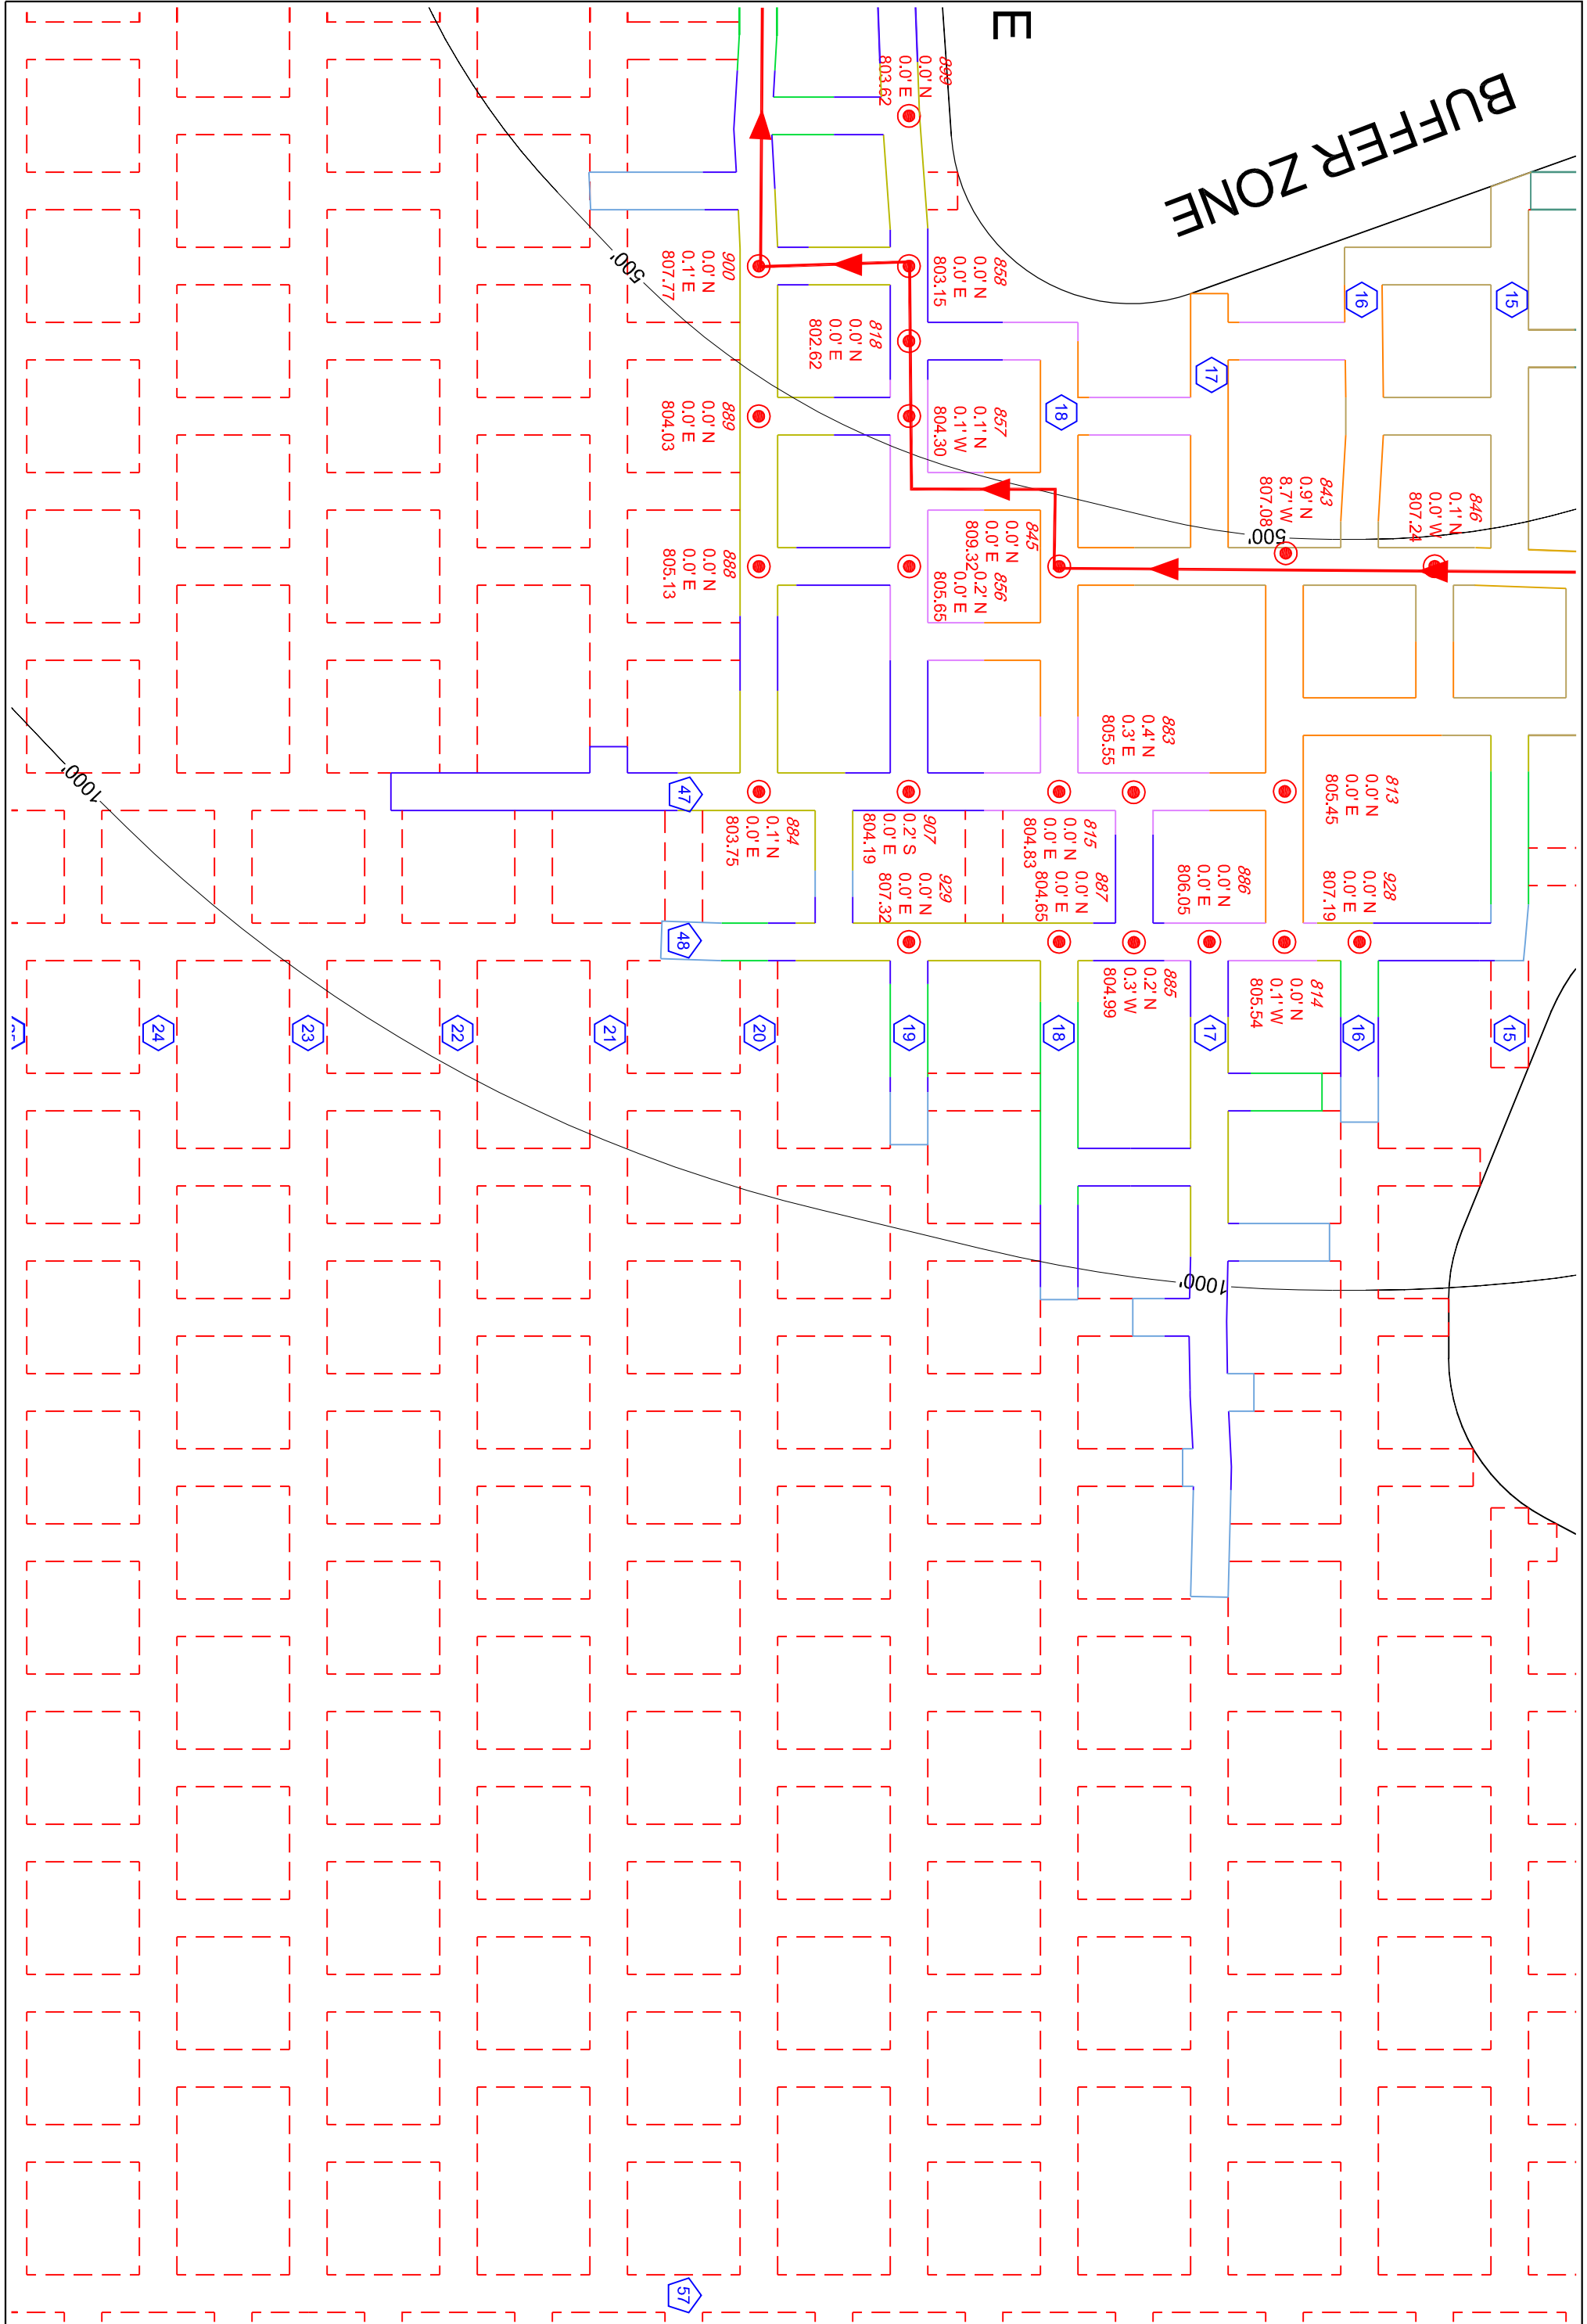 E
BUFFER ZONE
899
0.0' N
0.0' E
803.62
900
0.0' N
0.1' E
807.77
858
0.0' N
0.0' E
803.15
15
16
17
18
500'
818
0.0' N
0.0' E
802.62
889
0.0' N
0.0' E
804.03
857
0.1' N
0.1' W
804.30
843
0.9' N
8.7' W
807.08
846
0.1' N
0.0' W
807.24
500'
888
0.0' N
0.0' E
805.13
845
0.0' N
0.0' E
809.32
856
0.2' N
0.0' E
805.65
883
0.4' N
0.3' E
805.55
813
0.0' N
0.0' E
805.45
1000'
47
884
0.1' N
0.0' E
803.75
907
0.2' S
0.0' E
804.19
815
0.0' N
0.0' E
804.83
886
0.0' N
0.0' E
806.05
929
0.0' N
0.0' E
807.32
887
0.0' N
0.0' E
804.65
928
0.0' N
0.0' E
807.19
48
885
0.2' N
0.3' W
804.99
814
0.0' N
0.1' W
805.54
24
23
22
21
20
19
18
17
16
15
1000'
57